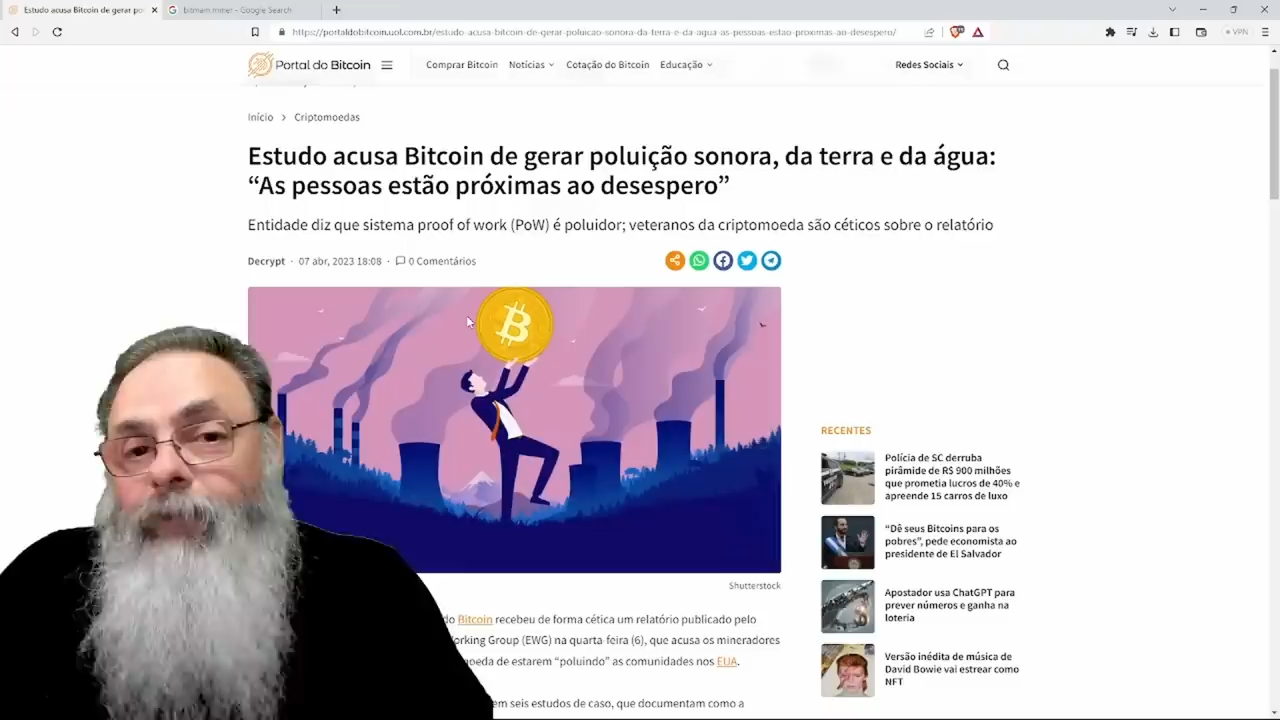 Estudo acusa Bitcoin de gerar po
bitmain miner - Google Search
https://portaldobitcoin.uol.com.br/estudo-acusa-bitcoin-de-gerar-poluicao-sonora-da-terra-e-da-agua-as-pessoas-estao-proximas-ao-desespero/
VPN
Portal do Bitcoin
Comprar Bitcoin
Notícias
Cotação do Bitcoin
Educação
Redes Sociais
Início > Criptomoedas
Estudo acusa Bitcoin de gerar poluição sonora, da terra e da água:
“As pessoas estão próximas ao desespero”
Entidade diz que sistema proof of work (PoW) é poluidor; veteranos da criptomoeda são céticos sobre o relatório
Decrypt · 07 abr, 2023 18:08 · 0 Comentários
Shutterstock
do Bitcoin recebeu de forma cética um relatório publicado pelo
orking Group (EWG) na quarta-feira (6), que acusa os mineradores
oeda de estarem “poluindo” as comunidades nos EUA.
em seis estudos de caso, que documentam como a
RECENTES
Polícia de SC derruba
pirâmide de R$ 900 milhões
que prometia lucros de 40% e
apreende 15 carros de luxo
“Dê seus Bitcoins para os
pobres”, pede economista ao
presidente de El Salvador
Apostador usa ChatGPT para
prever números e ganha na
loteria
Versão inédita de música de
David Bowie vai estrear como
NFT